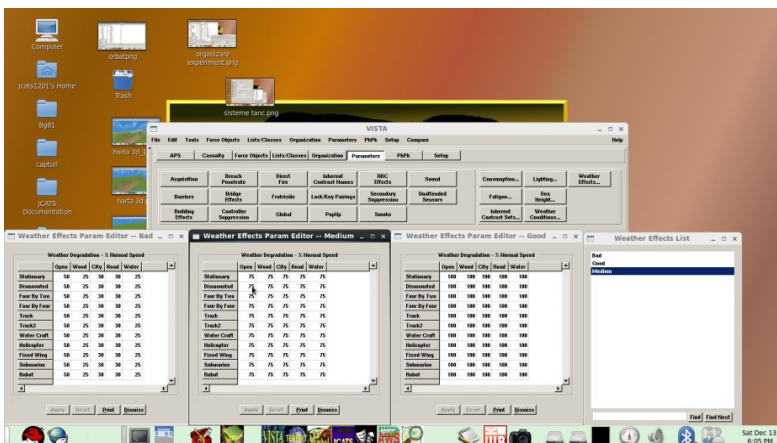 Computer
orbatpng
organizare
experiment.png
jcats1201's Home
Trash
sisteme tanc.png
Bg81
capturi
harta 3d_1
JCATS
Documentation
harta 3d.j
VISTA
File Edit Tools Force Objects Lists/Classes Organization Parameters PhPk Setup Compare Help
APS Casualty Force Objects Lists/Classes Organization Parameters PhPk Setup
Acquisition Breach Penetrate Direct Fire Inherent Contrast Names RBC Effects Sound Consumption... Lighting... Weather Effects...
Barriers Bridge Effects Fratricide Lock/Key Pairings Secondary Suppression Unattended Sensors Fatigue... Sea Height...
Building Effects Controller Suppression Global PopUp Smoke Inherent Contrast Sets... Weather Conditions...
Weather Effects Param Editor -- Bad
Weather Degradation - % Normal Speed
Open Wood City Road Water
Stationary 50 25 30 30 25
Dismounted 50 25 30 30 25
Four By Two 50 25 30 30 25
Four By Four 50 25 30 30 25
Track 50 25 30 30 25
Track2 50 25 30 30 25
Water Craft 50 25 30 30 25
Helicopter 50 25 30 30 25
Fixed Wing 50 25 30 30 25
Submarine 50 25 30 30 25
Robot 50 25 30 30 25
Apply Reset Print Dismiss
Weather Effects Param Editor -- Medium
Weather Degradation - % Normal Speed
Open Wood City Road Water
Stationary 75 75 75 75 75
Dismounted 75 75 75 75 75
Four By Two 75 75 75 75 75
Four By Four 75 75 75 75 75
Track 75 75 75 75 75
Track2 75 75 75 75 75
Water Craft 75 75 75 75 75
Helicopter 75 75 75 75 75
Fixed Wing 75 75 75 75 75
Submarine 75 75 75 75 75
Robot 75 75 75 75 75
Apply Reset Print Dismiss
Weather Effects Param Editor -- Good
Weather Degradation - % Normal Speed
Open Wood City Road Water
Stationary 100 100 100 100 100
Dismounted 100 100 100 100 100
Four By Two 100 100 100 100 100
Four By Four 100 100 100 100 100
Track 100 100 100 100 100
Track2 100 100 100 100 100
Water Craft 100 100 100 100 100
Helicopter 100 100 100 100 100
Fixed Wing 100 100 100 100 100
Submarine 100 100 100 100 100
Robot 100 100 100 100 100
Apply Reset Print Dismiss
Weather Effects List
Bad
Good
Medium
Find Find Next
VISTA
JCATS
AWS
Sat Dec 13
6:05 PM